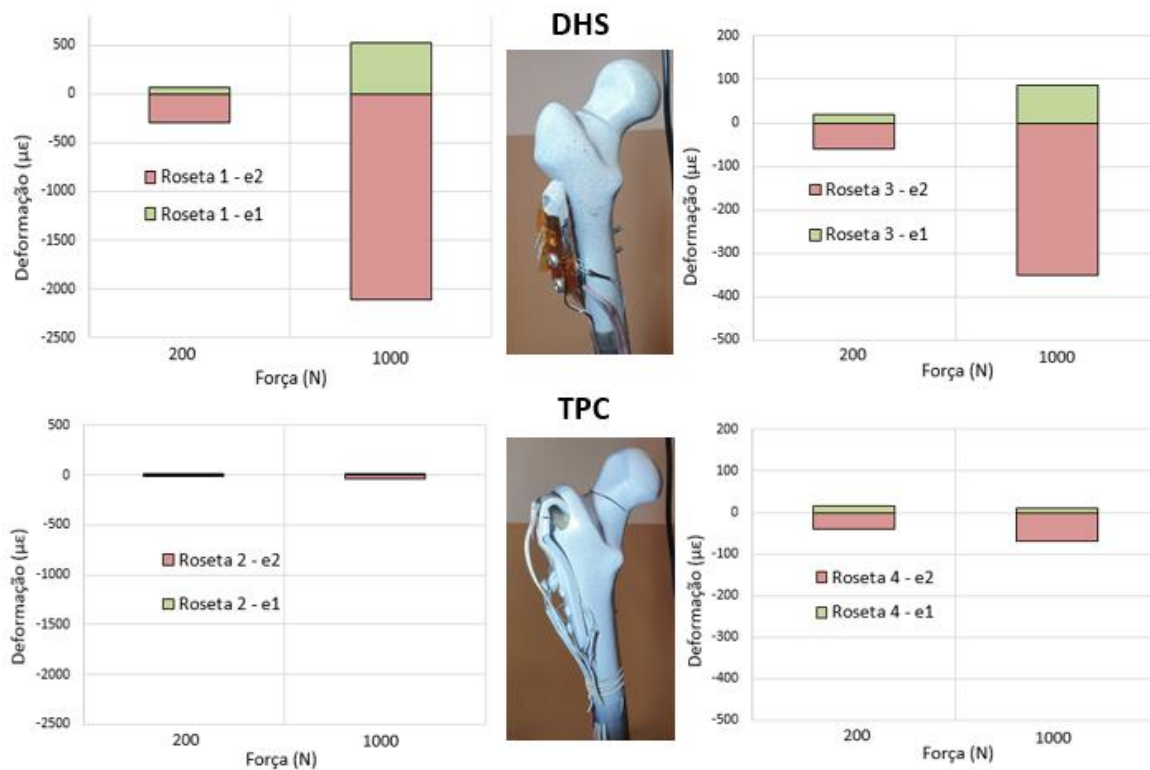 DHS
500
0
-500
-1000
-1500
-2000
-2500
Deformação (με)
Roseta 1 - e2
Roseta 1 - e1
200
1000
Força (N)
200
100
0
-100
-200
-300
-400
-500
Deformação (με)
Roseta 3 - e2
Roseta 3 - e1
200
1000
Força (N)
TPC
500
0
-500
-1000
-1500
-2000
-2500
Deformação (με)
Roseta 2 - e2
Roseta 2 - e1
200
1000
Força (N)
200
100
0
-100
-200
-300
-400
-500
Deformação (με)
Roseta 4 - e2
Roseta 4 - e1
200
1000
Força (N)